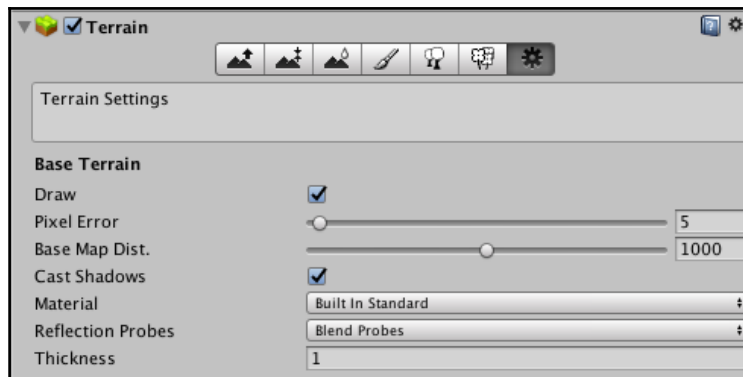 Terrain
Terrain Settings
Base Terrain
Draw
Pixel Error 5
Base Map Dist. 1000
Cast Shadows
Material Built In Standard
Reflection Probes Blend Probes
Thickness 1